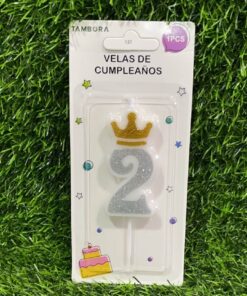 TAMBORA
1PCS
VELAS DE
CUMPLEAÑOS
2